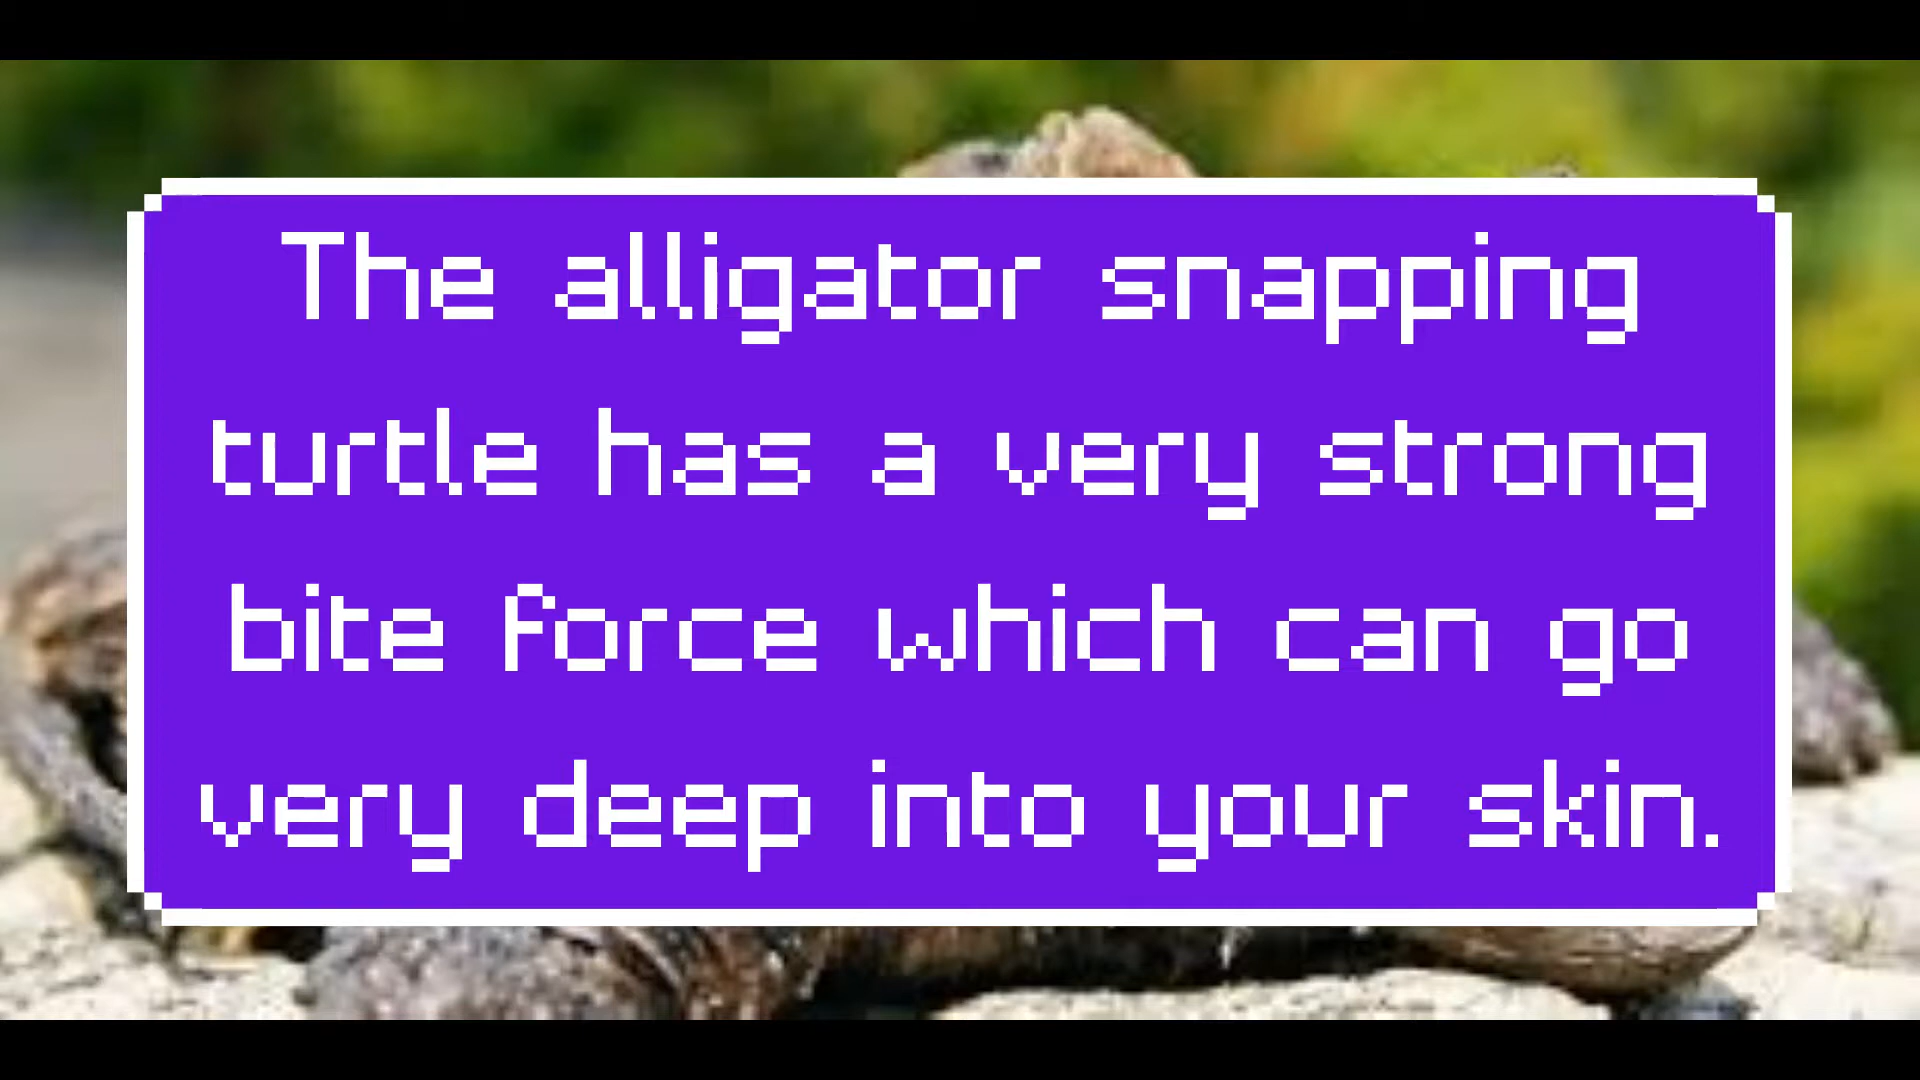 The alligator snapping
turtle has a very strong
bite force which can go
very deep into your skin.